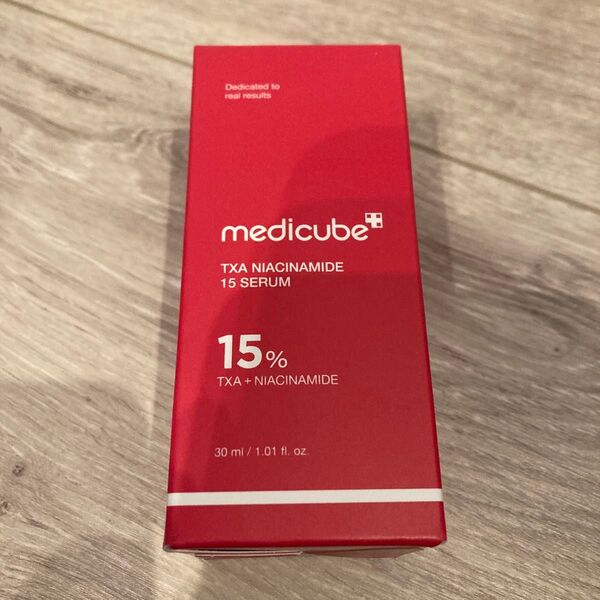 Dedicated to
real results
medicube
TXA NIACINAMIDE
15 SERUM
15%
TXA + NIACINAMIDE
30 ml / 1.01 fl. oz.